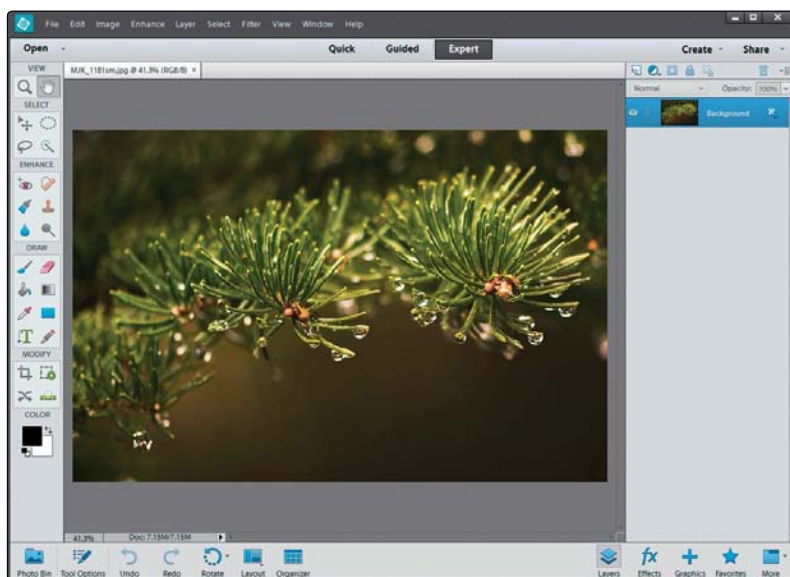 File Edit Image Enhance Layer Select Filter View Window Help
Open Quick Guided Expert Create Share
VIEW
MJK_1181sm.jpg @ 41.3% (RGB/8) ×
Normal Opacity: 100%
SELECT
Background
ENHANCE
DRAW
T
MODIFY
COLOR
41.3% Doc: 7.15M/7.15M
fx
Photo Bin Tool Options Undo Redo Rotate Layout Organizer Layers Effects Graphics Favorites More